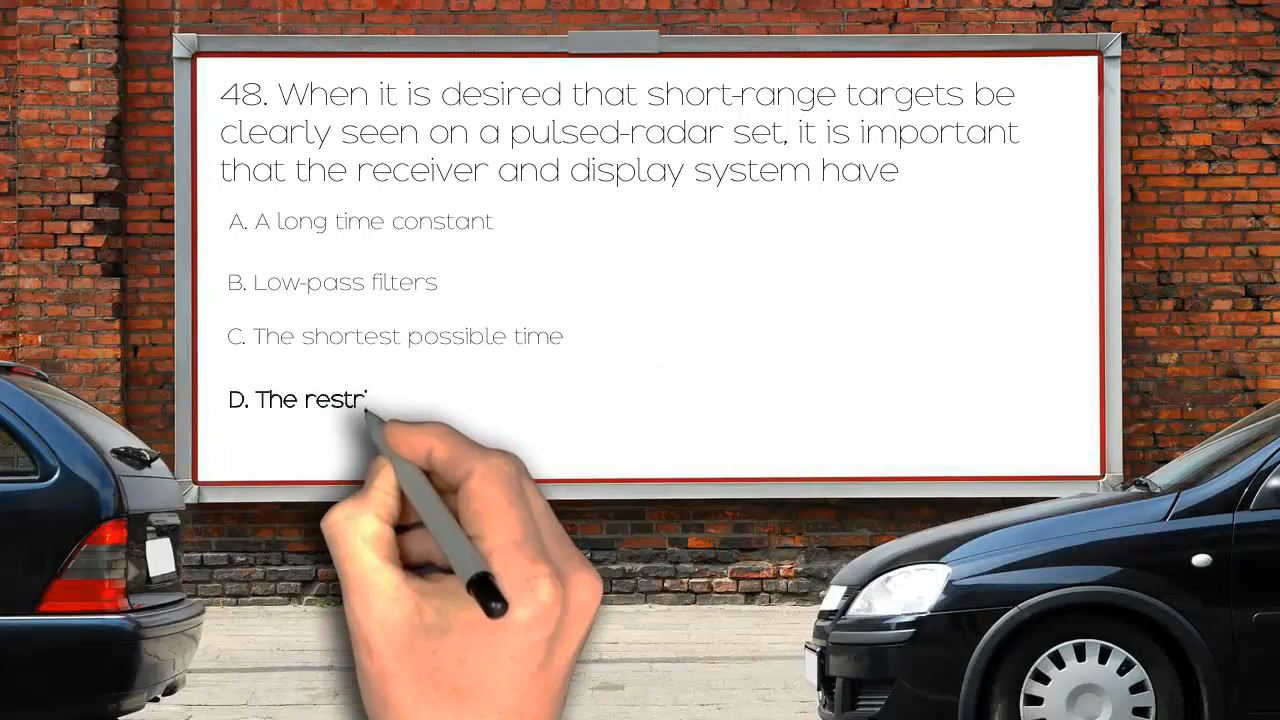 48. When it is desired that short-range targets be
clearly seen on a pulsed-radar set, it is important
that the receiver and display system have
A. A long time constant
B. Low-pass filters
C. The shortest possible time
D. The restri